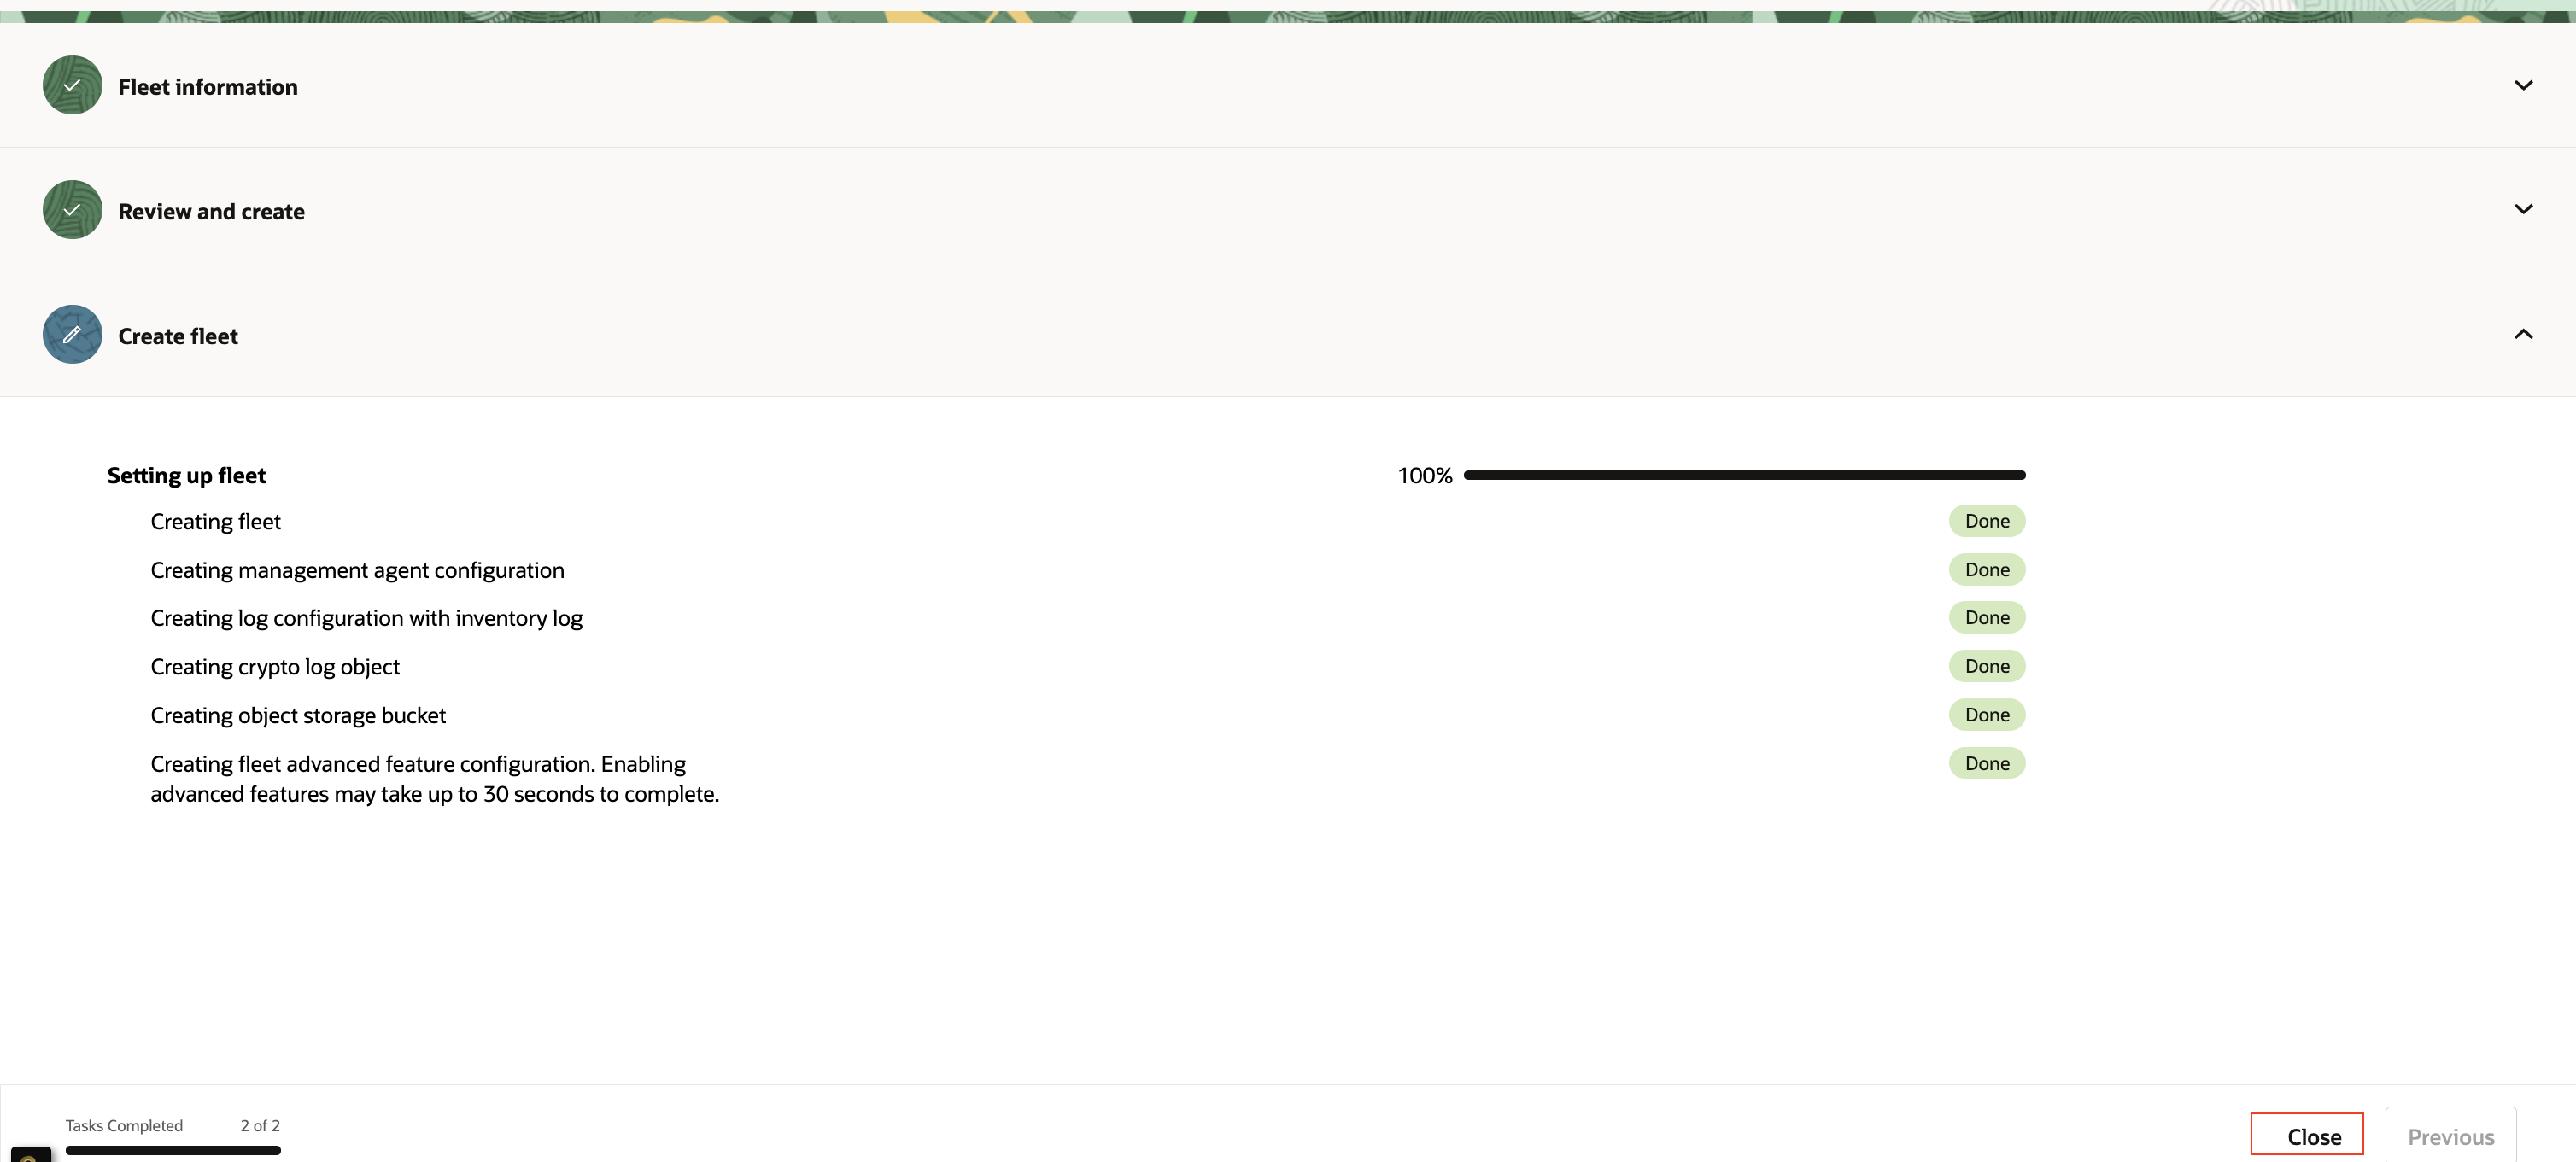 Fleet information
Review and create
Create fleet
Setting up fleet 100%
Creating fleet Done
Creating management agent configuration Done
Creating log configuration with inventory log Done
Creating crypto log object Done
Creating object storage bucket Done
Creating fleet advanced feature configuration. Enabling Done
advanced features may take up to 30 seconds to complete.
Tasks Completed 2 of 2
Close Previous